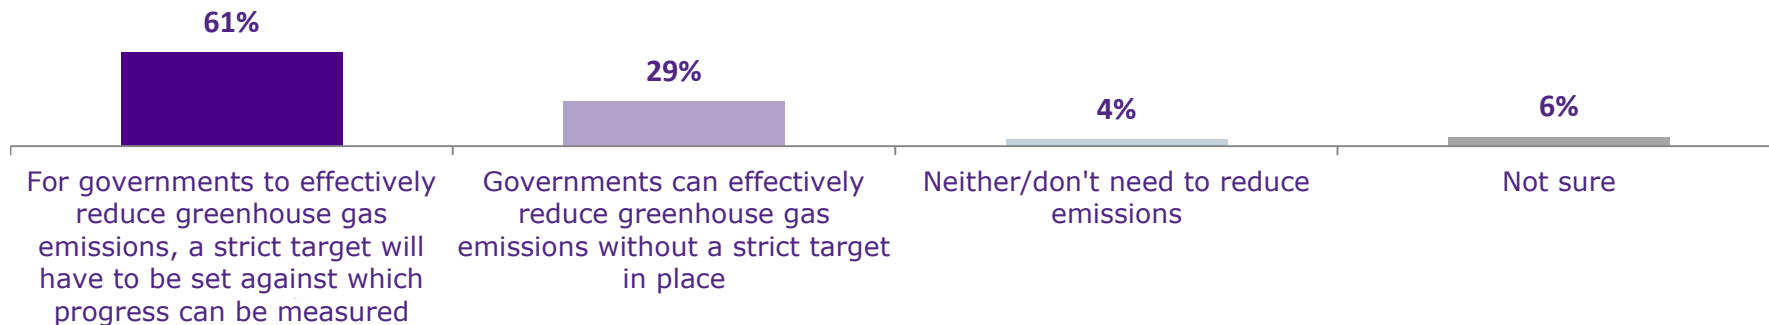 61%
29%
4%
6%
For governments to effectively
reduce greenhouse gas
emissions, a strict target will
have to be set against which
progress can be measured
Governments can effectively
reduce greenhouse gas
emissions without a strict target
in place
Neither/don't need to reduce
emissions
Not sure